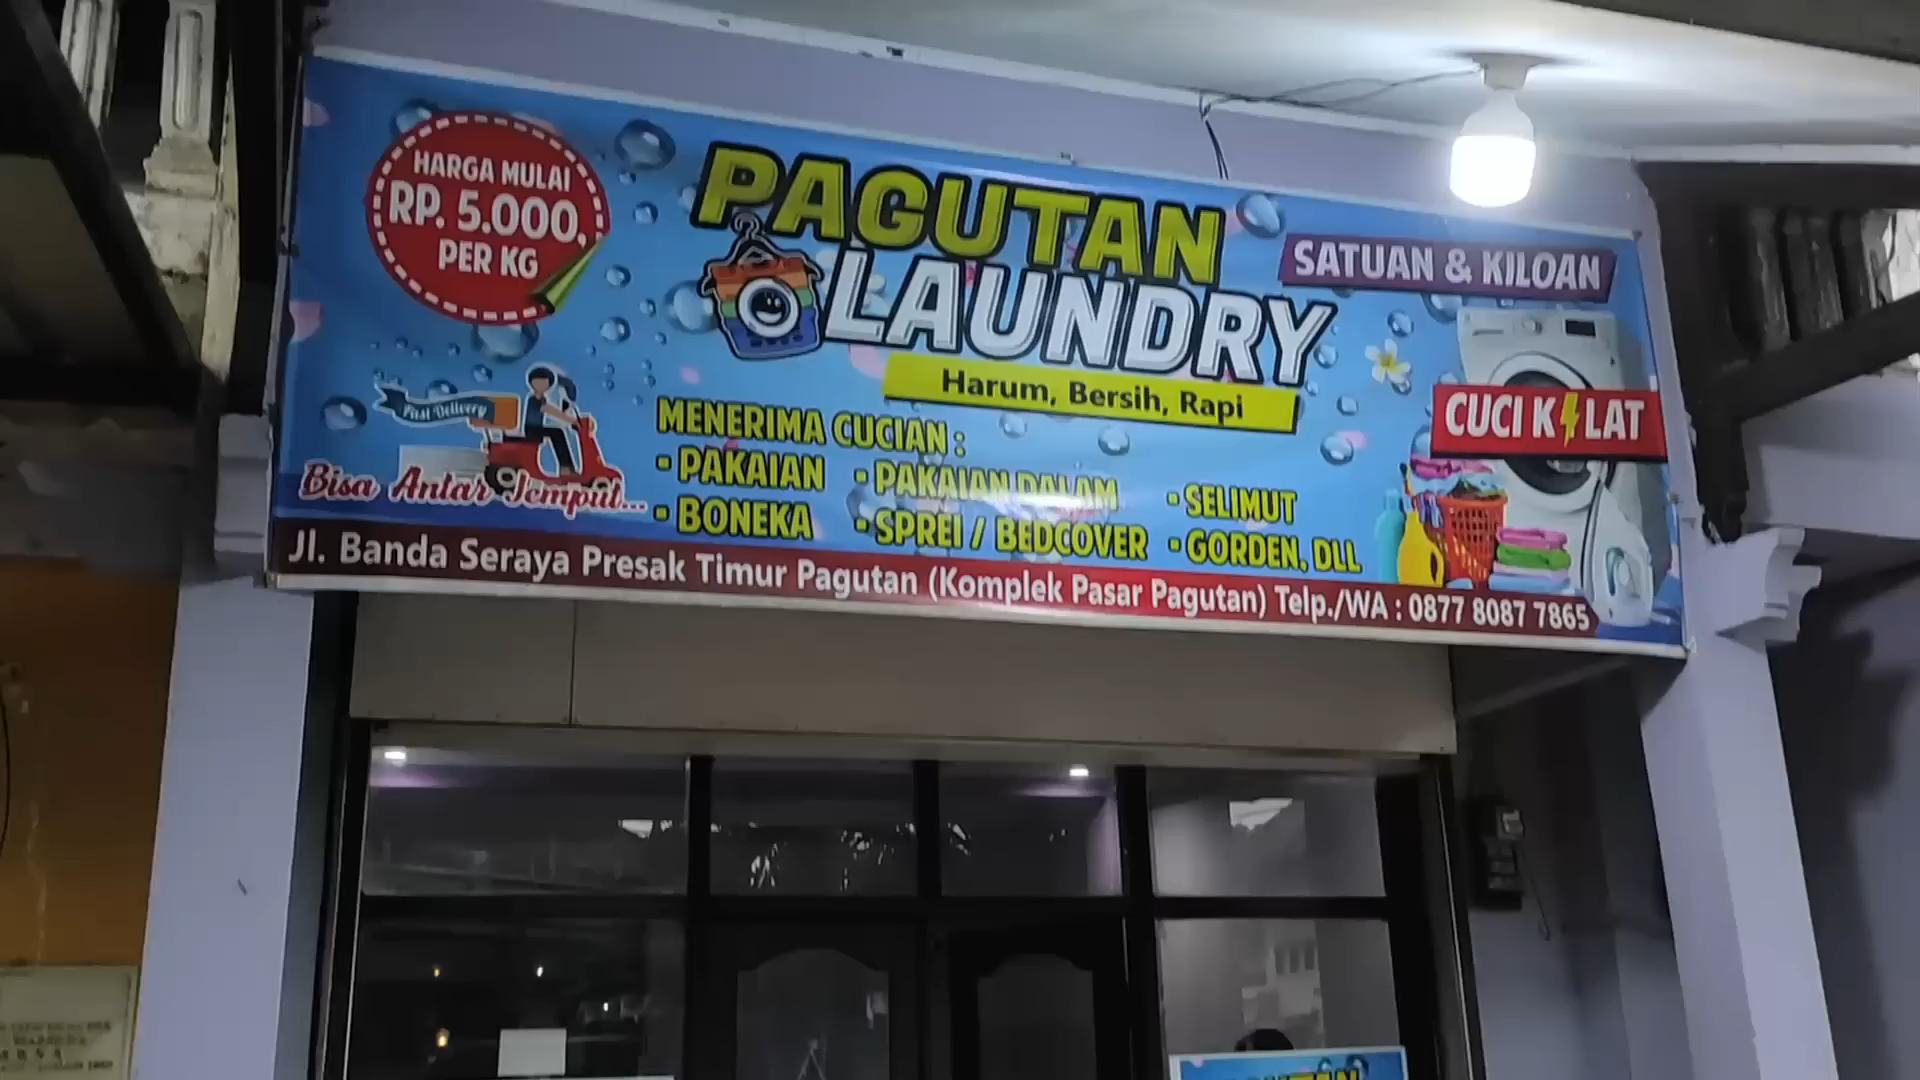 HARGA MULAI
RP. 5.000,
PER KG
PAGUTAN
LAUNDRY
Harum, Bersih, Rapi
SATUAN & KILOAN
CUCI KILAT
Fast Delivery
Bisa Antar Jemput...
MENERIMA CUCIAN :
• PAKAIAN • PAKAIAN DALAM • SELIMUT
• BONEKA • SPREI / BEDCOVER • GORDEN, DLL
Jl. Banda Seraya Presak Timur Pagutan (Komplek Pasar Pagutan) Telp./WA : 0877 8087 7865